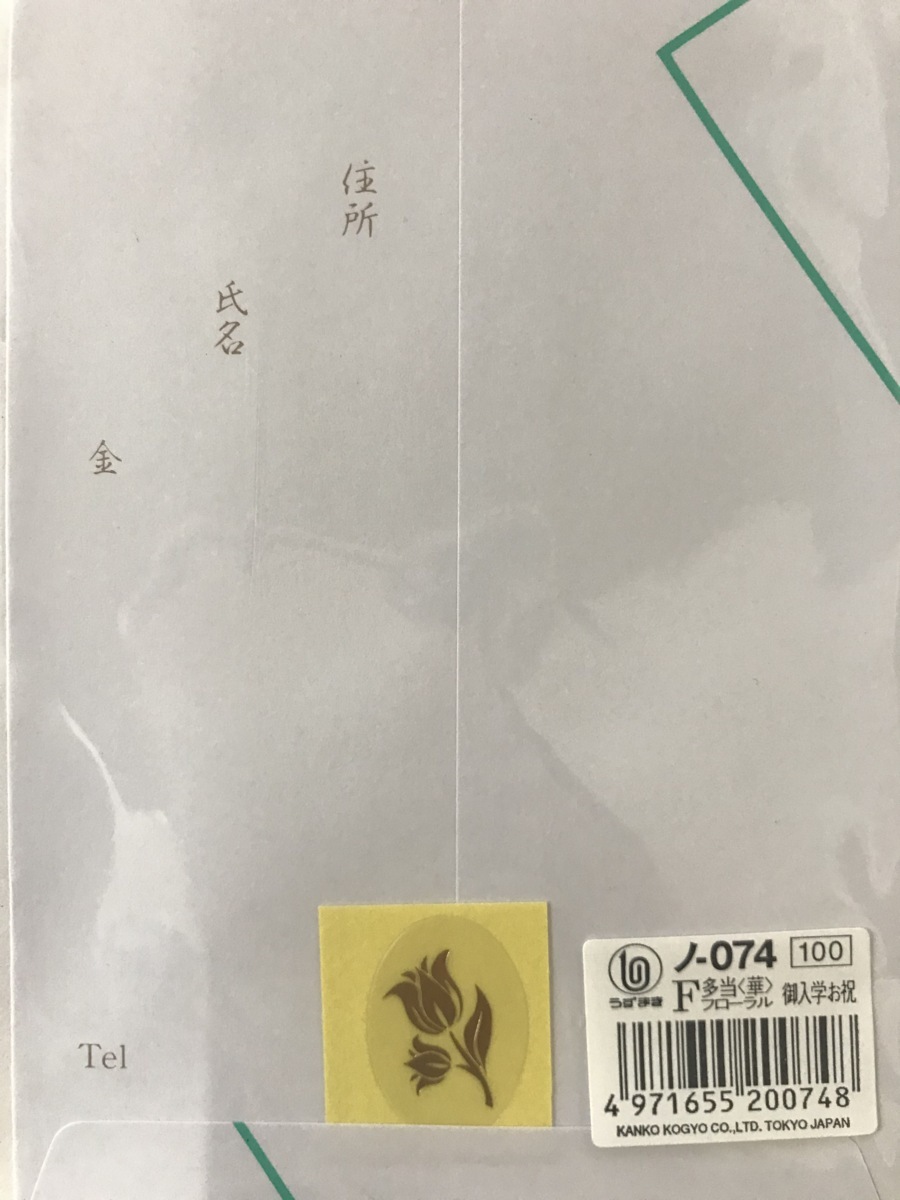 住所
氏名
金
Tel
うずまき
ノ-074 100
F多当〈華〉フローラル 御入学お祝
4 971655 200748
KANKO KOGYO CO.,LTD. TOKYO JAPAN